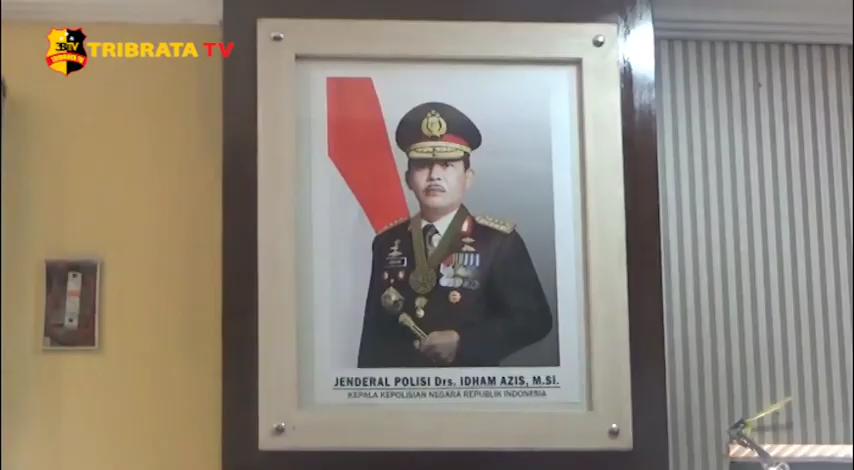 TRIBRATA TV
JENDERAL POLISI Drs. IDHAM AZIS, M.Si.
KEPALA KEPOLISIAN NEGARA REPUBLIK INDONESIA